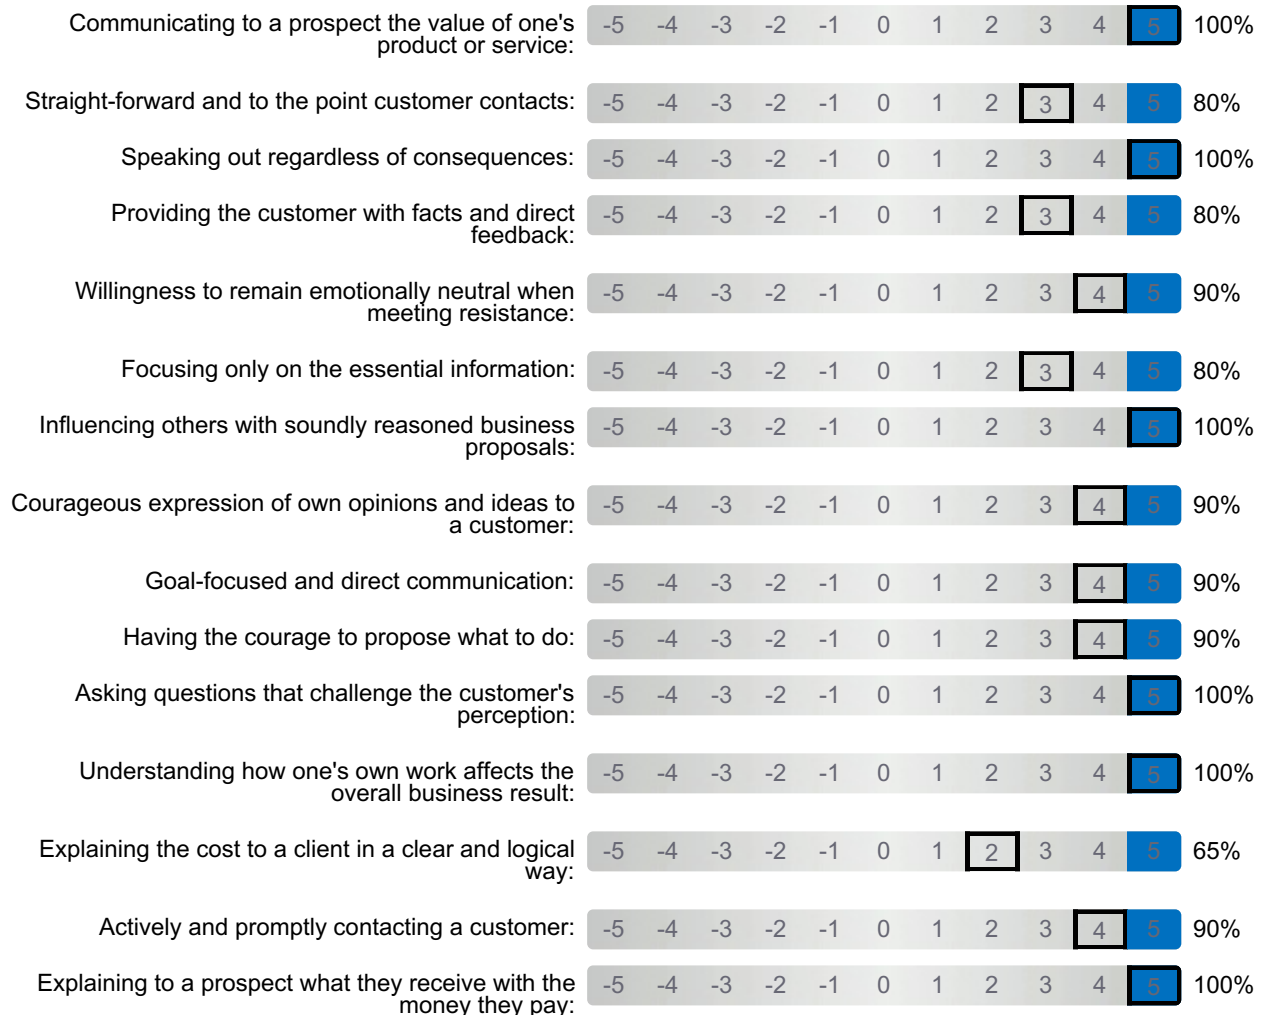 Communicating to a prospect the value of one's
product or service:
-5 -4 -3 -2 -1 0 1 2 3 4 5 100%
Straight-forward and to the point customer contacts:
-5 -4 -3 -2 -1 0 1 2 3 4 5 80%
Speaking out regardless of consequences:
-5 -4 -3 -2 -1 0 1 2 3 4 5 100%
Providing the customer with facts and direct
feedback:
-5 -4 -3 -2 -1 0 1 2 3 4 5 80%
Willingness to remain emotionally neutral when
meeting resistance:
-5 -4 -3 -2 -1 0 1 2 3 4 5 90%
Focusing only on the essential information:
-5 -4 -3 -2 -1 0 1 2 3 4 5 80%
Influencing others with soundly reasoned business
proposals:
-5 -4 -3 -2 -1 0 1 2 3 4 5 100%
Courageous expression of own opinions and ideas to
a customer:
-5 -4 -3 -2 -1 0 1 2 3 4 5 90%
Goal-focused and direct communication:
-5 -4 -3 -2 -1 0 1 2 3 4 5 90%
Having the courage to propose what to do:
-5 -4 -3 -2 -1 0 1 2 3 4 5 90%
Asking questions that challenge the customer's
perception:
-5 -4 -3 -2 -1 0 1 2 3 4 5 100%
Understanding how one's own work affects the
overall business result:
-5 -4 -3 -2 -1 0 1 2 3 4 5 100%
Explaining the cost to a client in a clear and logical
way:
-5 -4 -3 -2 -1 0 1 2 3 4 5 65%
Actively and promptly contacting a customer:
-5 -4 -3 -2 -1 0 1 2 3 4 5 90%
Explaining to a prospect what they receive with the
money they pay:
-5 -4 -3 -2 -1 0 1 2 3 4 5 100%